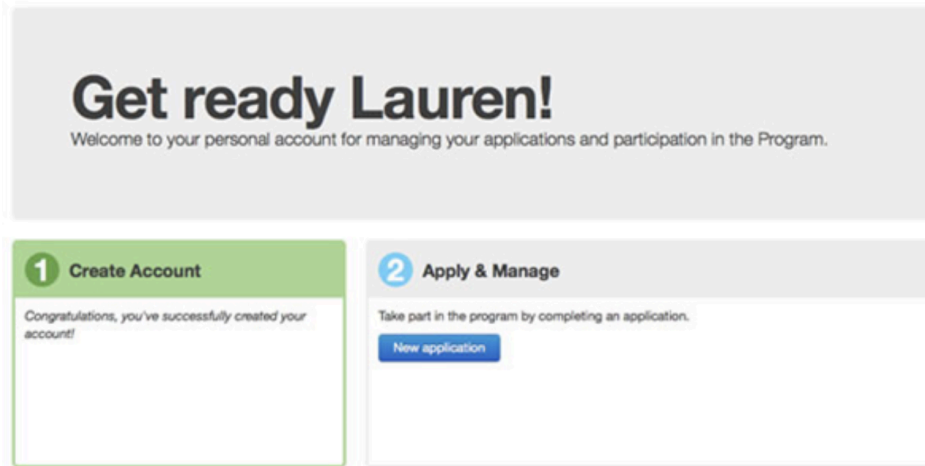 Get ready Lauren!
Welcome to your personal account for managing your applications and participation in the Program.
1 Create Account
Congratulations, you've successfully created your
account!
2 Apply & Manage
Take part in the program by completing an application.
New application